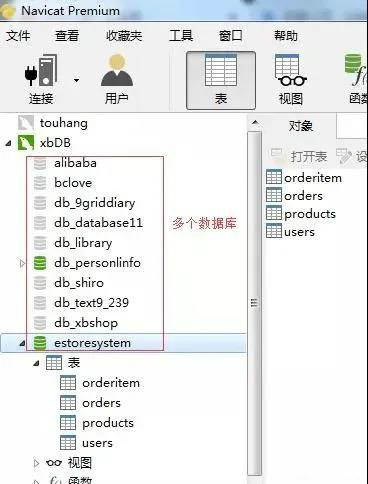 Navicat Premium
文件 查看 收藏夹 工具 窗口 帮助
连接 用户 表 视图 函数
touhang
xbDB
alibaba
bclove
db_9griddiary
db_database11
db_library
db_personlinfo
db_shiro
db_text9_239
db_xbshop
estoresystem
表
orderitem
orders
products
users
视图
函数
多个数据库
对象
打开表
orderitem
orders
products
users